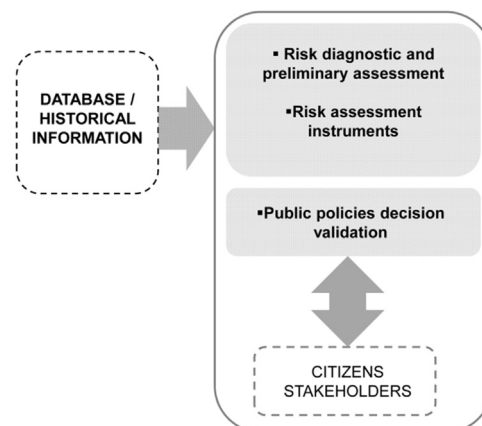 DATABASE /
HISTORICAL
INFORMATION
▪ Risk diagnostic and
preliminary assessment
▪Risk assessment
instruments
▪Public policies decision
validation
CITIZENS
STAKEHOLDERS